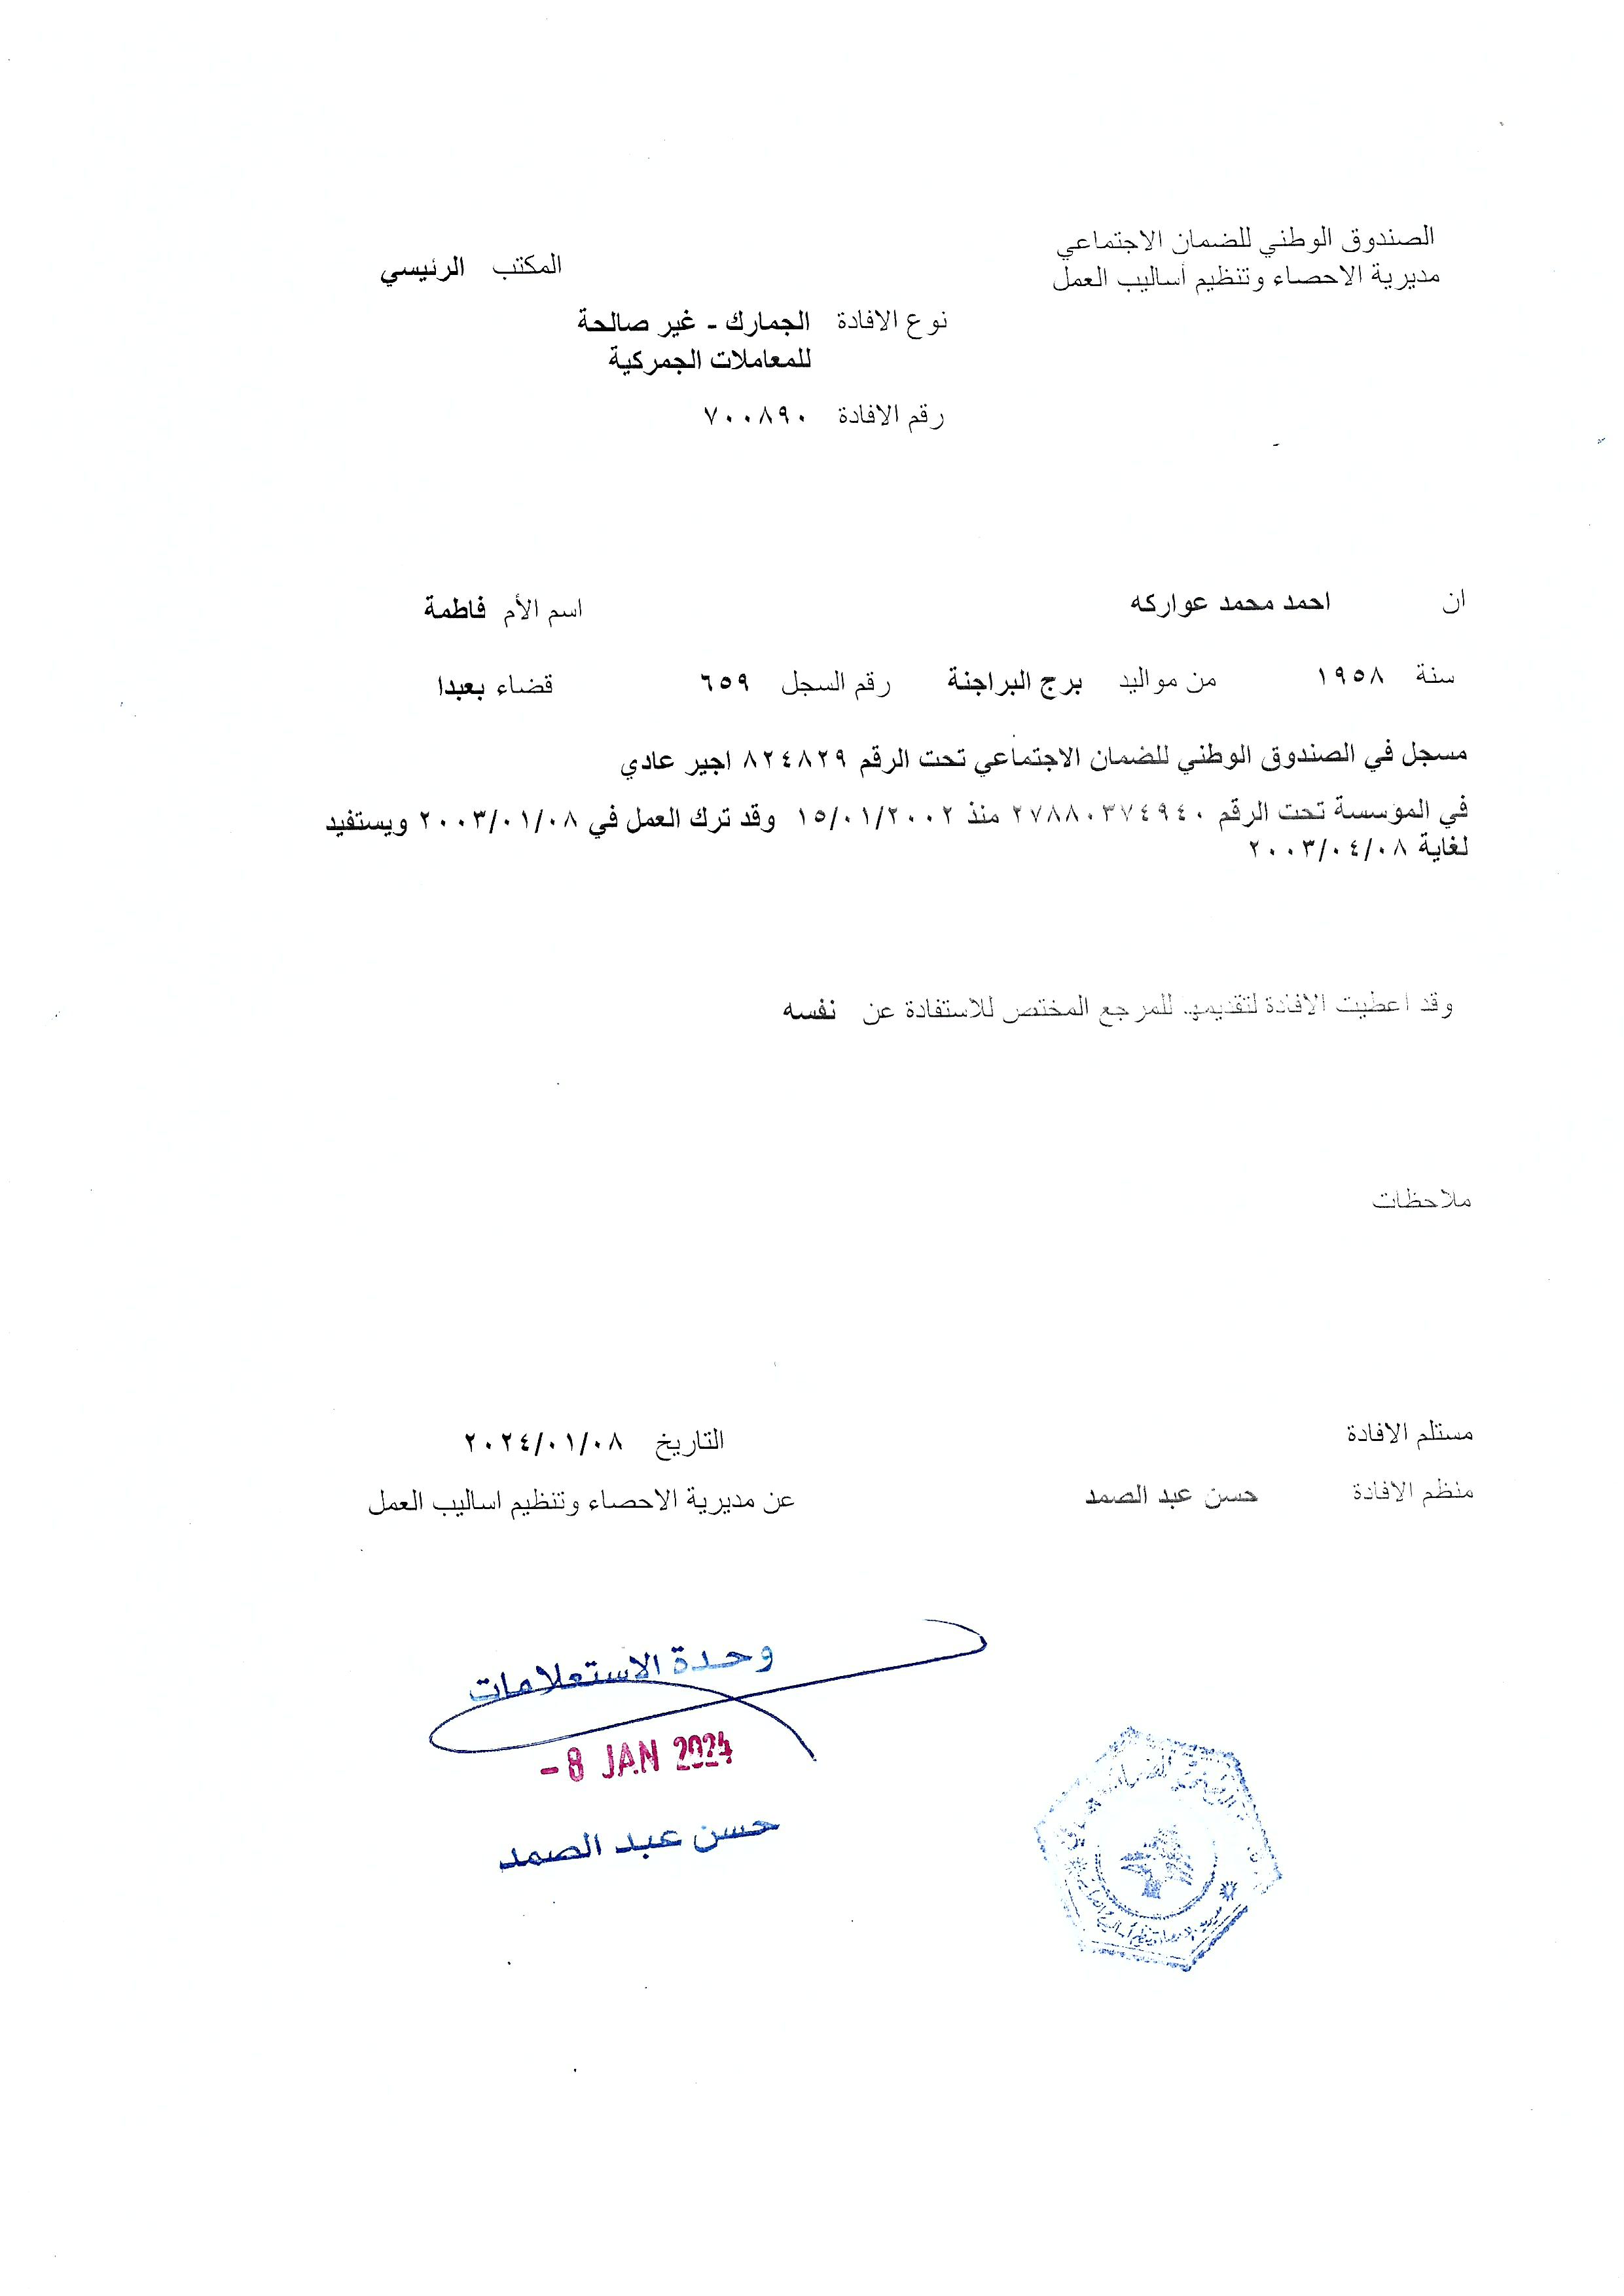 الصندوق الوطني للضمان الاجتماعي
مديرية الاحصاء وتنظيم أساليب العمل
المكتب الرئيسي
نوع الافادة الجمارك - غير صالحة
للمعاملات الجمركية
رقم الافادة ٧٠٠٨٩٠
ان احمد محمد عواركه اسم الأم فاطمة
سنة ١٩٥٨ من مواليد برج البراجنة رقم السجل ٦٥٩ قضاء بعبدا
مسجل في الصندوق الوطني للضمان الاجتماعي تحت الرقم ٨٢٤٨٢٩ اجير عادي
في المؤسسة تحت الرقم ٢٧٨٨٠٣٧٤٩٤٠ منذ ١٥/٠١/٢٠٠٢ وقد ترك العمل في ٢٠٠٣/٠١/٠٨ ويستفيد
لغاية ٢٠٠٣/٠٤/٠٨
وقد اعطيت الافادة لتقديمها للمرجع المختص للاستفادة عن نفسه
ملاحظات
مستلم الافادة التاريخ ٢٠٢٤/٠١/٠٨
منظم الافادة حسن عبد الصمد عن مديرية الاحصاء وتنظيم اساليب العمل
وحدة الاستعلامات
-8 JAN 2024
حسن عبد الصمد